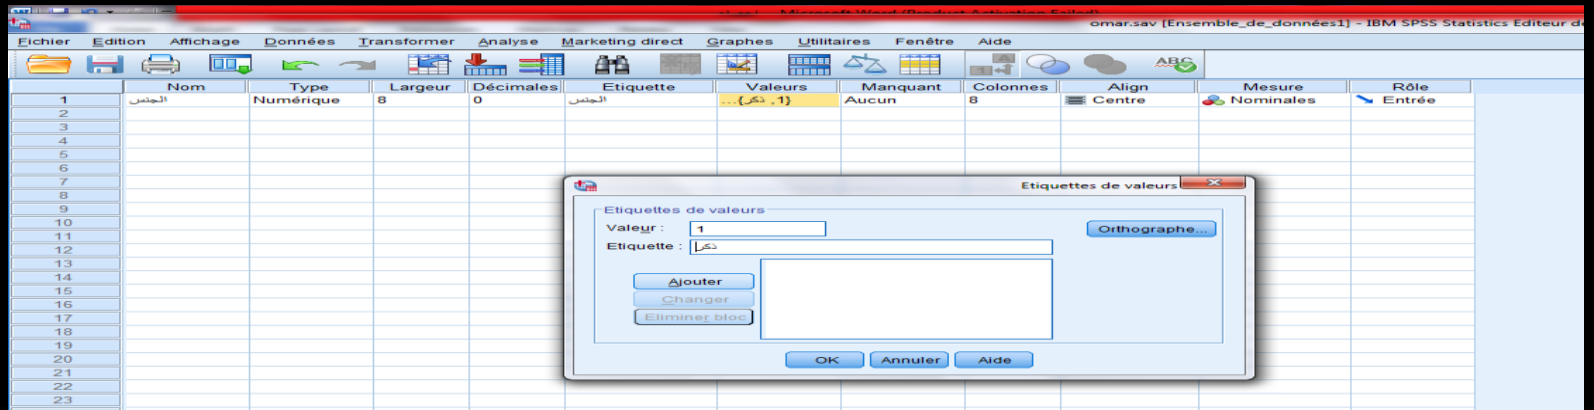 omar.sav [Ensemble_de_données1] - IBM SPSS Statistics Editeur de
Fichier Edition Affichage Données Transformer Analyse Marketing direct Graphes Utilitaires Fenêtre Aide
Nom Type Largeur Décimales Etiquette Valeurs Manquant Colonnes Align Mesure Rôle
1 الجنس Numérique 8 0 الجنس {1, ذكر}... Aucun 8 Centre Nominales Entrée
2
3
4
5
6
7
Etiquettes de valeurs
8
9
Etiquettes de valeurs
10
Valeur : 1 Orthographe...
11
12
Etiquette : ذكر
13
14
Ajouter
15
16
Changer
17
Eliminer bloc
18
19
20
OK Annuler Aide
21
22
23